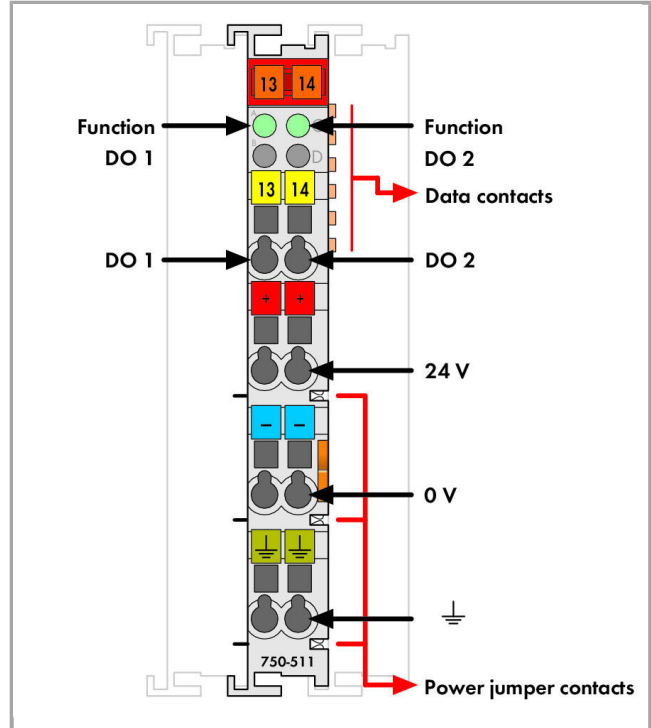 13 14
A C
Function Function
DO 1 B D DO 2
13 14
Data contacts
DO 1 DO 2
+ +
24 V
– –
0 V
750-511
Power jumper contacts